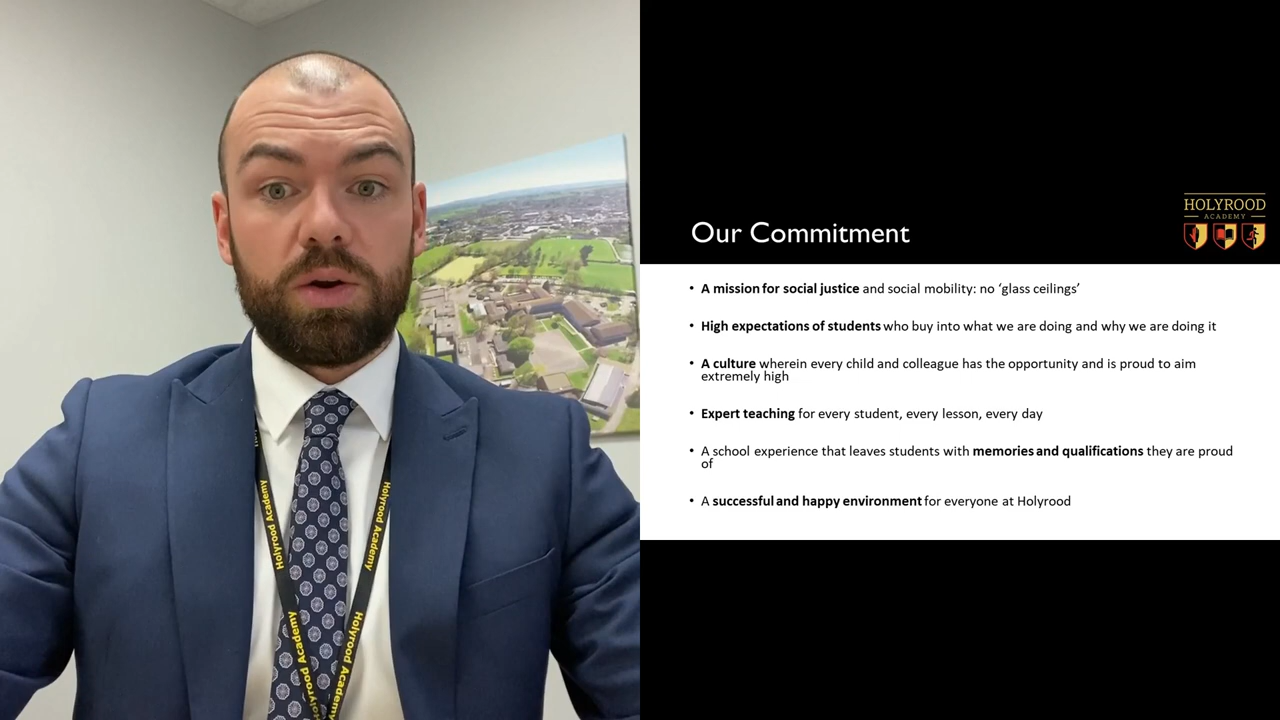 Holyrood Academy
Holyrood Academy
Holyrood Academy
Holyrood Academy
HOLYROOD
ACADEMY
Our Commitment
• A mission for social justice and social mobility: no ‘glass ceilings’
• High expectations of students who buy into what we are doing and why we are doing it
• A culture wherein every child and colleague has the opportunity and is proud to aim
extremely high
• Expert teaching for every student, every lesson, every day
• A school experience that leaves students with memories and qualifications they are proud
of
• A successful and happy environment for everyone at Holyrood